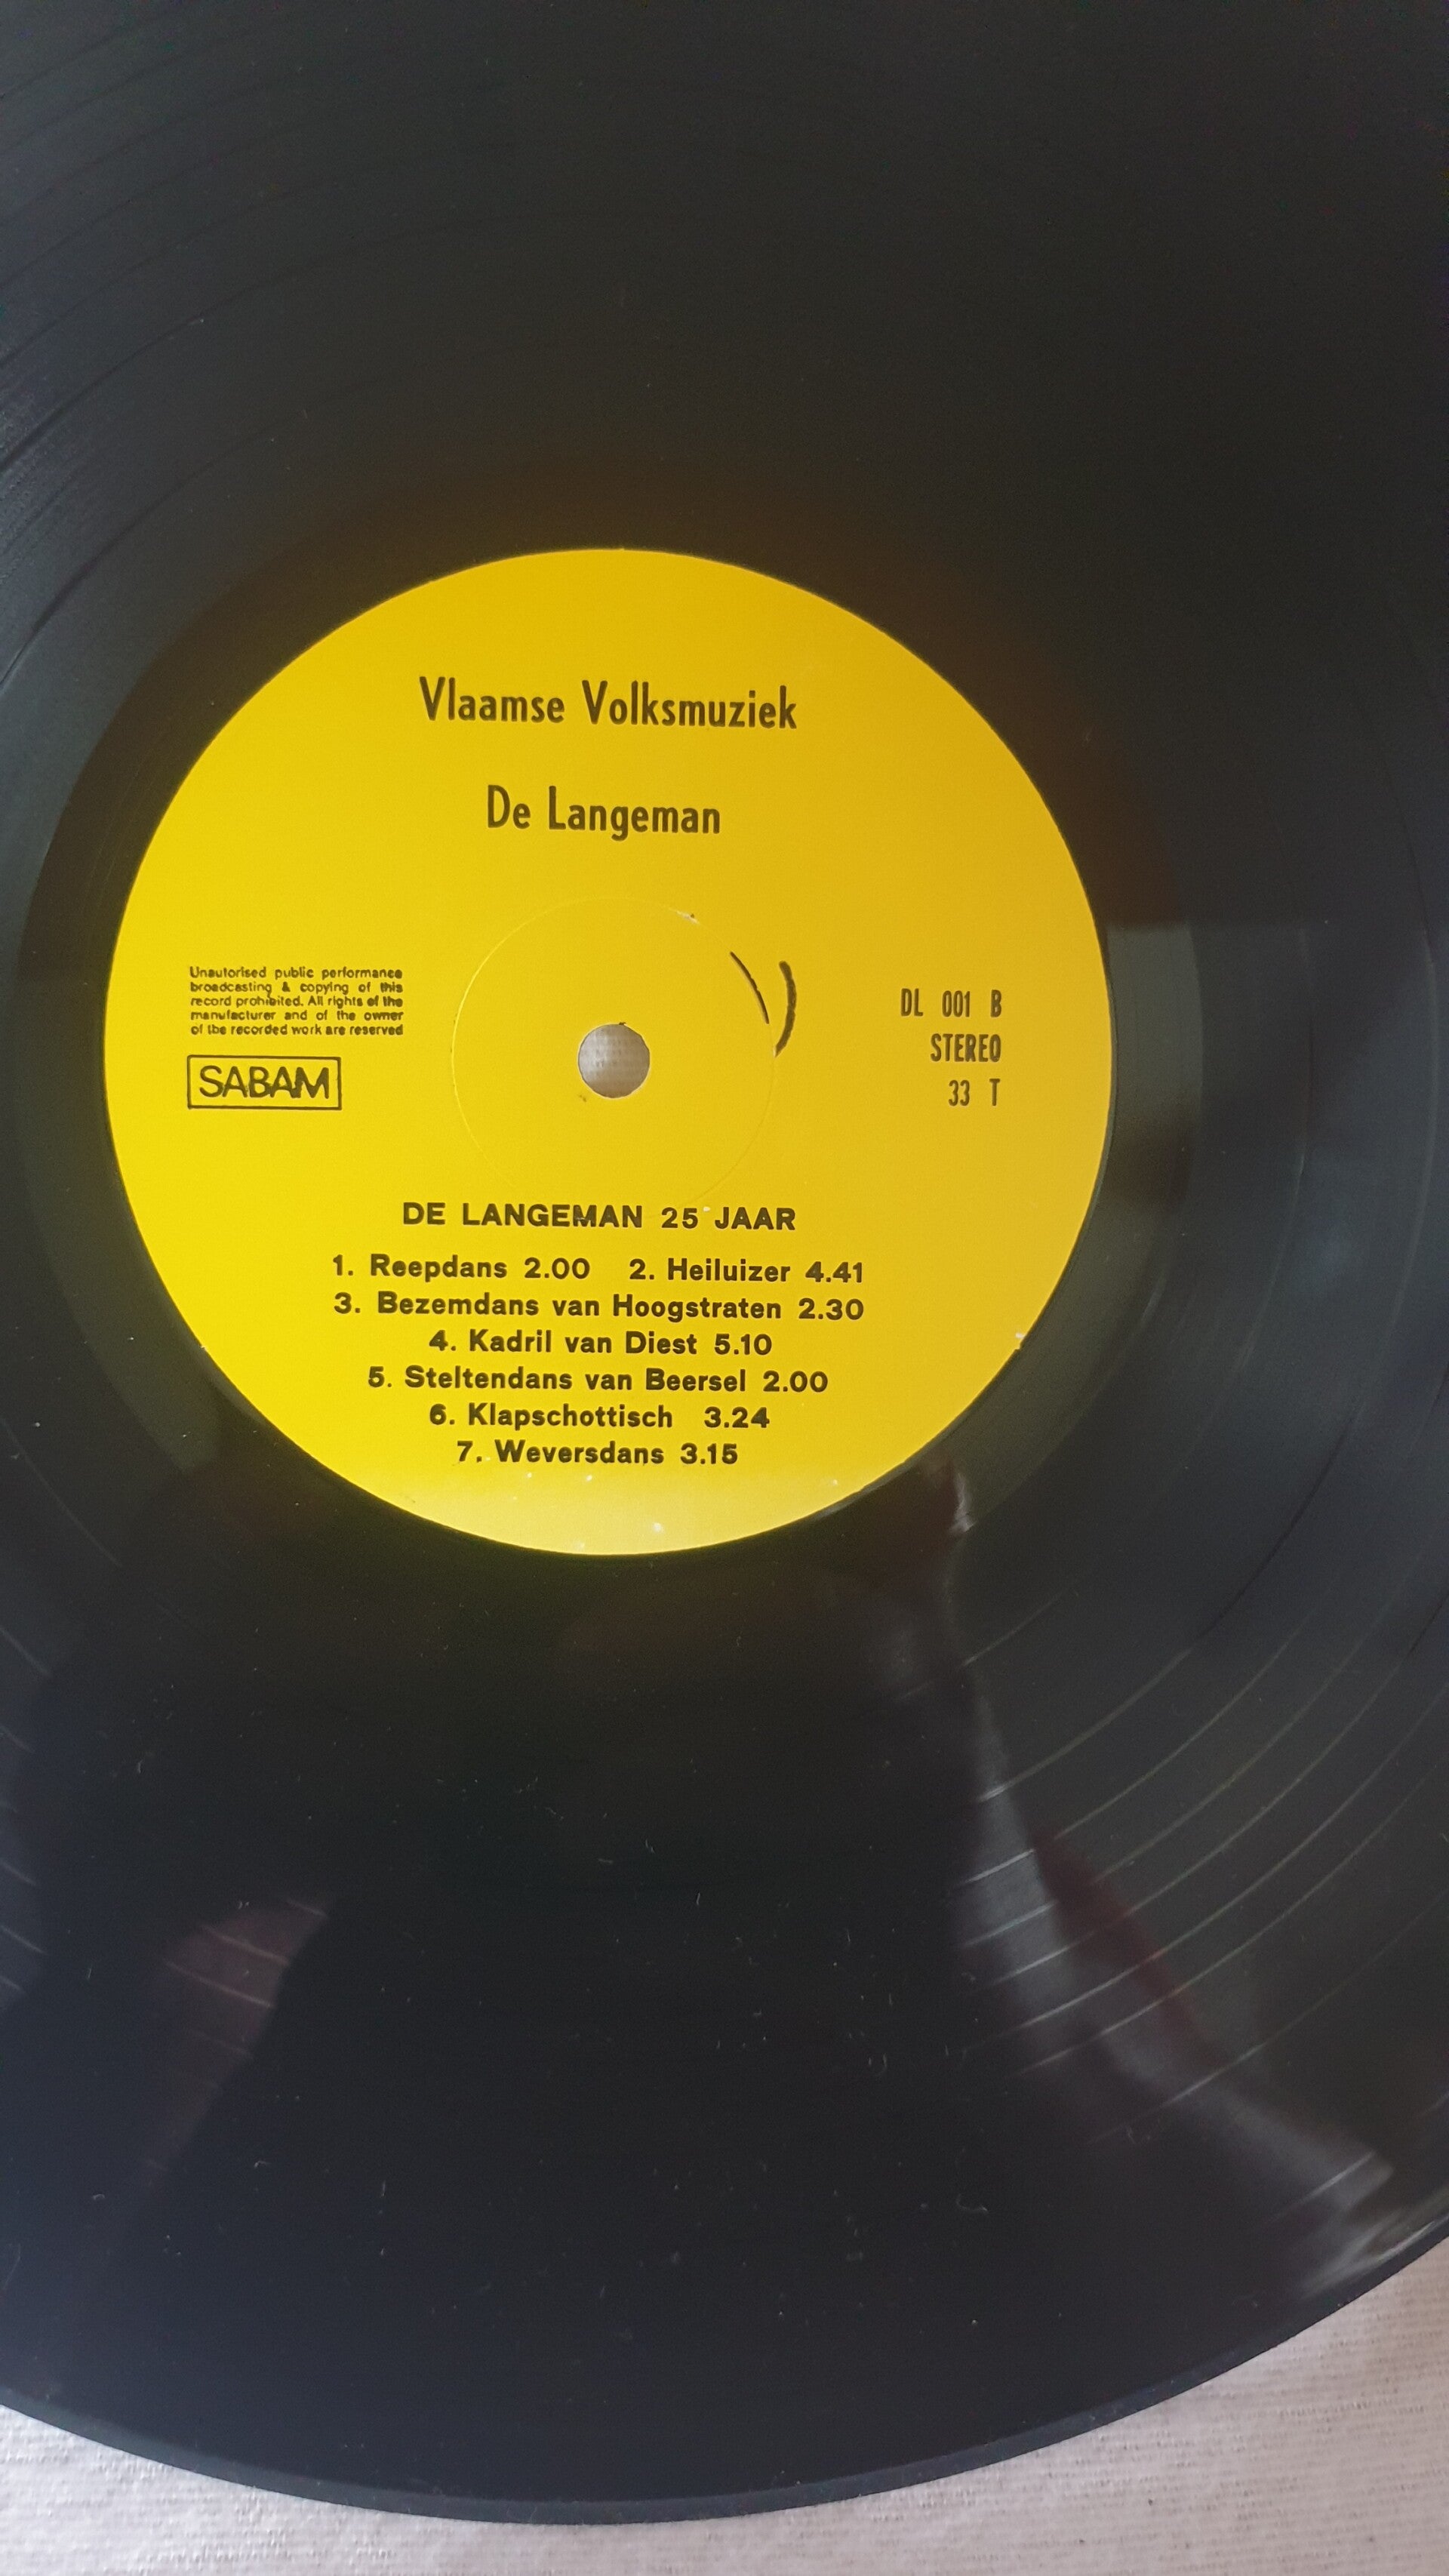 Vlaamse Volksmuziek
De Langeman
Unautorised public performance
broadcasting & copying of this
record prohibited. All rights of the
manufacturer and of the owner
of the recorded work are reserved
SABAM
DL 001 B
STEREO
33 T
DE LANGEMAN 25 JAAR
1. Reepdans 2.00 2. Heiluizer 4.41
3. Bezemdans van Hoogstraten 2.30
4. Kadril van Diest 5.10
5. Steltendans van Beersel 2.00
6. Klapschottisch 3.24
7. Weversdans 3.15